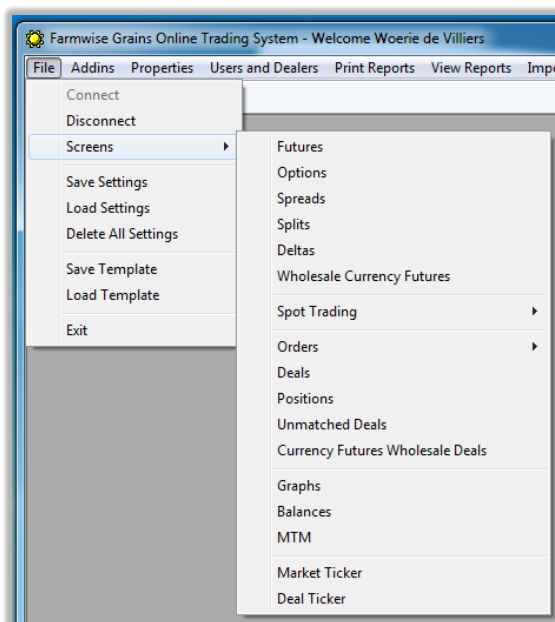 Farmwise Grains Online Trading System - Welcome Woerie de Villiers
File Addins Properties Users and Dealers Print Reports View Reports Impo
Connect
Disconnect
Screens
Save Settings
Load Settings
Delete All Settings
Save Template
Load Template
Exit
Futures
Options
Spreads
Splits
Deltas
Wholesale Currency Futures
Spot Trading
Orders
Deals
Positions
Unmatched Deals
Currency Futures Wholesale Deals
Graphs
Balances
MTM
Market Ticker
Deal Ticker